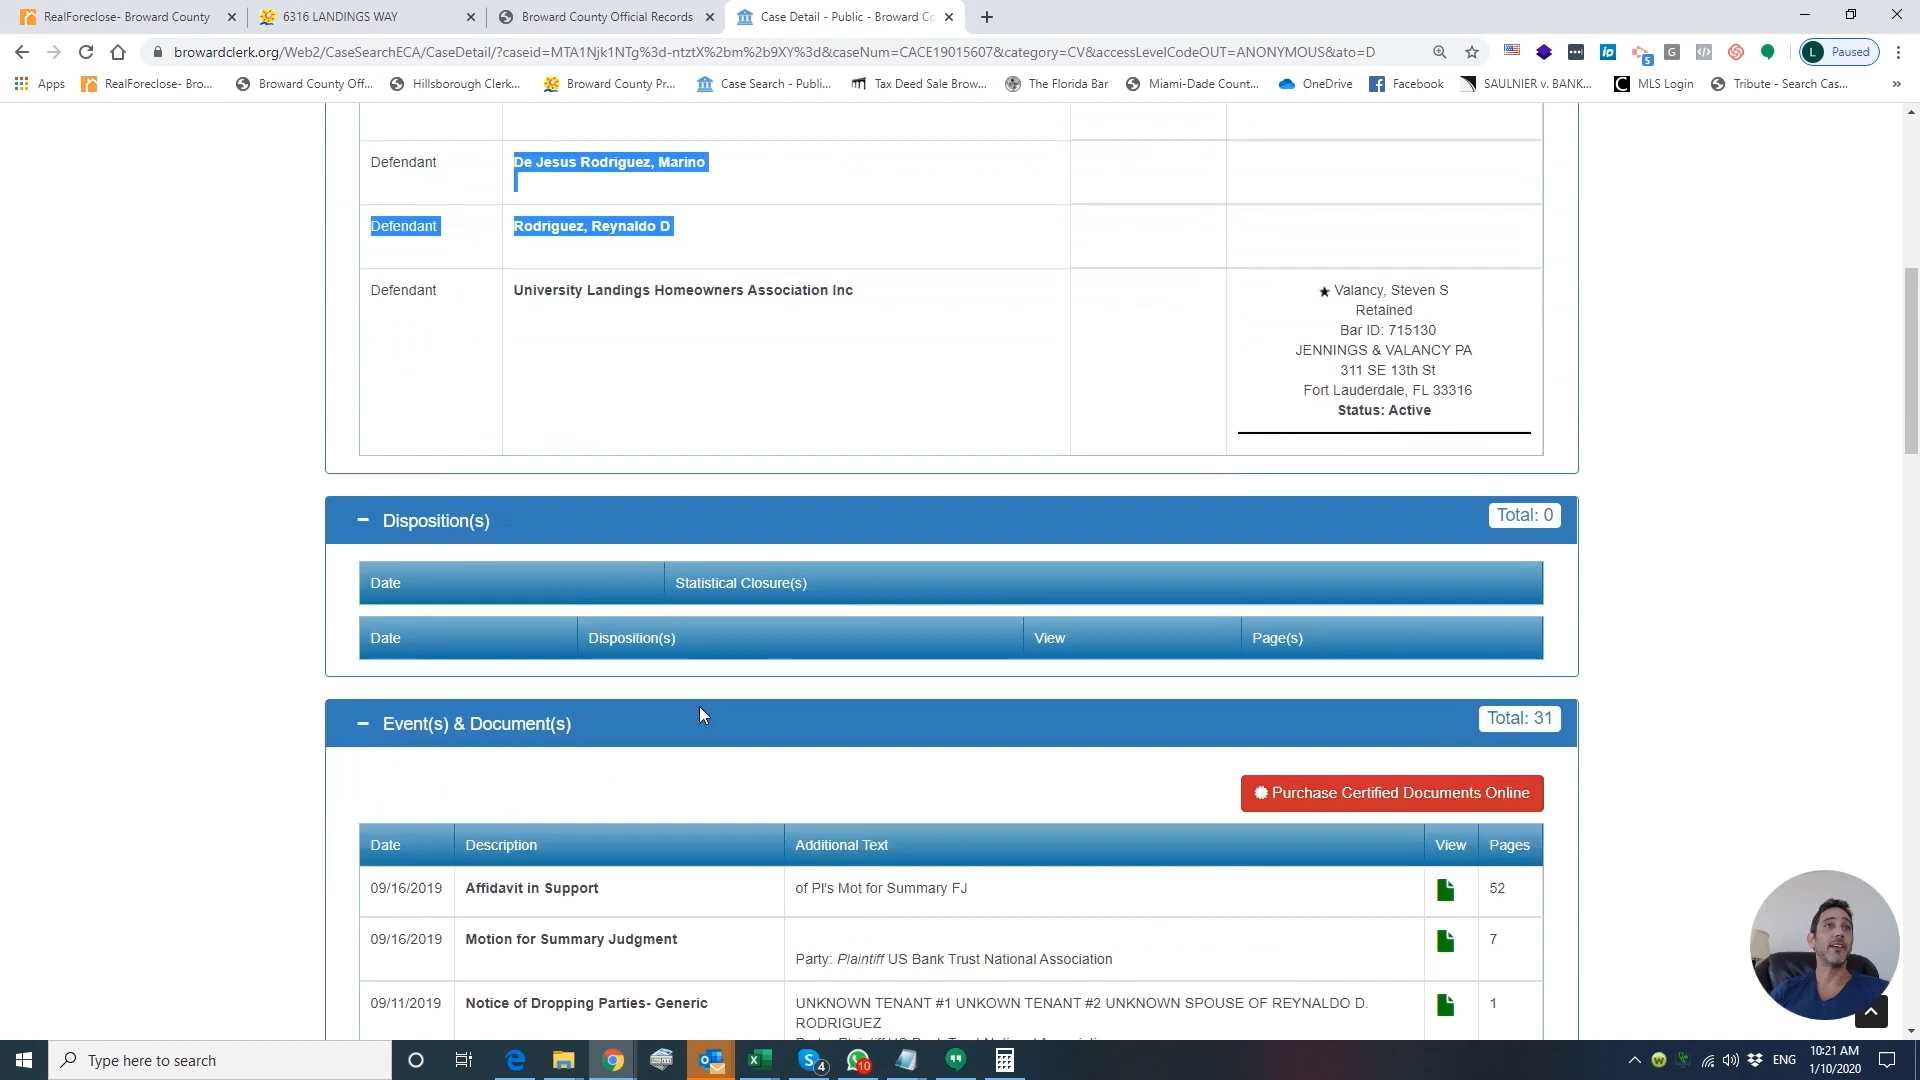 RealForeclose- Broward County
6316 LANDINGS WAY
Broward County Official Records
Case Detail - Public - Broward Co
browardclerk.org/Web2/CaseSearchECA/CaseDetail/?caseid=MTA1Njk1NTg%3d-ntztX%2bm%2b9XY%3d&caseNum=CACE19015607&category=CV&accessLevelCodeOUT=ANONYMOUS&ato=D
5
L Paused
Apps
RealForeclose- Bro...
Broward County Off...
Hillsborough Clerk...
Broward County Pr...
Case Search - Publi...
Tax Deed Sale Brow...
The Florida Bar
Miami-Dade Count...
OneDrive
Facebook
SAULNIER v. BANK...
MLS Login
Tribute - Search Cas...
Defendant
De Jesus Rodriguez, Marino
Defendant
Rodriguez, Reynaldo D
Defendant
University Landings Homeowners Association Inc
★ Valancy, Steven S
Retained
Bar ID: 715130
JENNINGS & VALANCY PA
311 SE 13th St
Fort Lauderdale, FL 33316
Status: Active
Disposition(s)
Total: 0
Date
Statistical Closure(s)
Date
Disposition(s)
View
Page(s)
Event(s) & Document(s)
Total: 31
Purchase Certified Documents Online
Date
Description
Additional Text
View
Pages
09/16/2019
Affidavit in Support
of Pl's Mot for Summary FJ
52
09/16/2019
Motion for Summary Judgment
Party: Plaintiff US Bank Trust National Association
7
09/11/2019
Notice of Dropping Parties- Generic
UNKNOWN TENANT #1 UNKOWN TENANT #2 UNKNOWN SPOUSE OF REYNALDO D.
RODRIGUEZ
1
Type here to search
4
10
ENG
10:21 AM
1/10/2020